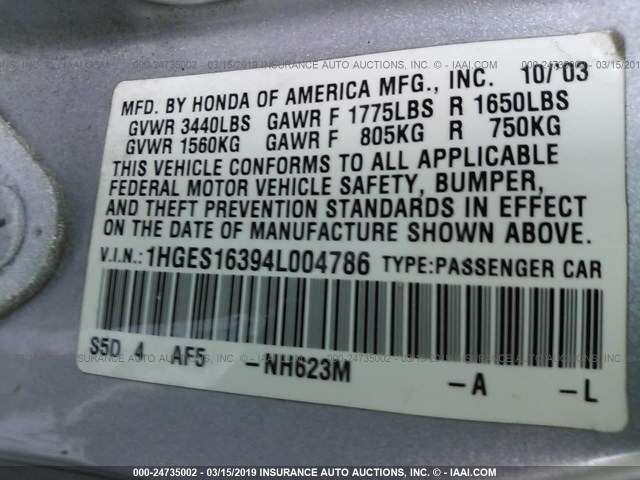 MFD. BY HONDA OF AMERICA MFG., INC. 10/'03
GVWR 3440LBS GAWR F 1775LBS R 1650LBS
GVWR 1560KG GAWR F 805KG R 750KG
THIS VEHICLE CONFORMS TO ALL APPLICABLE
FEDERAL MOTOR VEHICLE SAFETY, BUMPER,
AND THEFT PREVENTION STANDARDS IN EFFECT
ON THE DATE OF MANUFACTURE SHOWN ABOVE.
V.I.N.:1HGES16394L004786 TYPE:PASSENGER CAR
S5D 4 AF5 -NH623M -A -L
000-24735002 - 03/15/2019 INSURANCE AUTO AUCTIONS, INC. - © - IAAI.COM